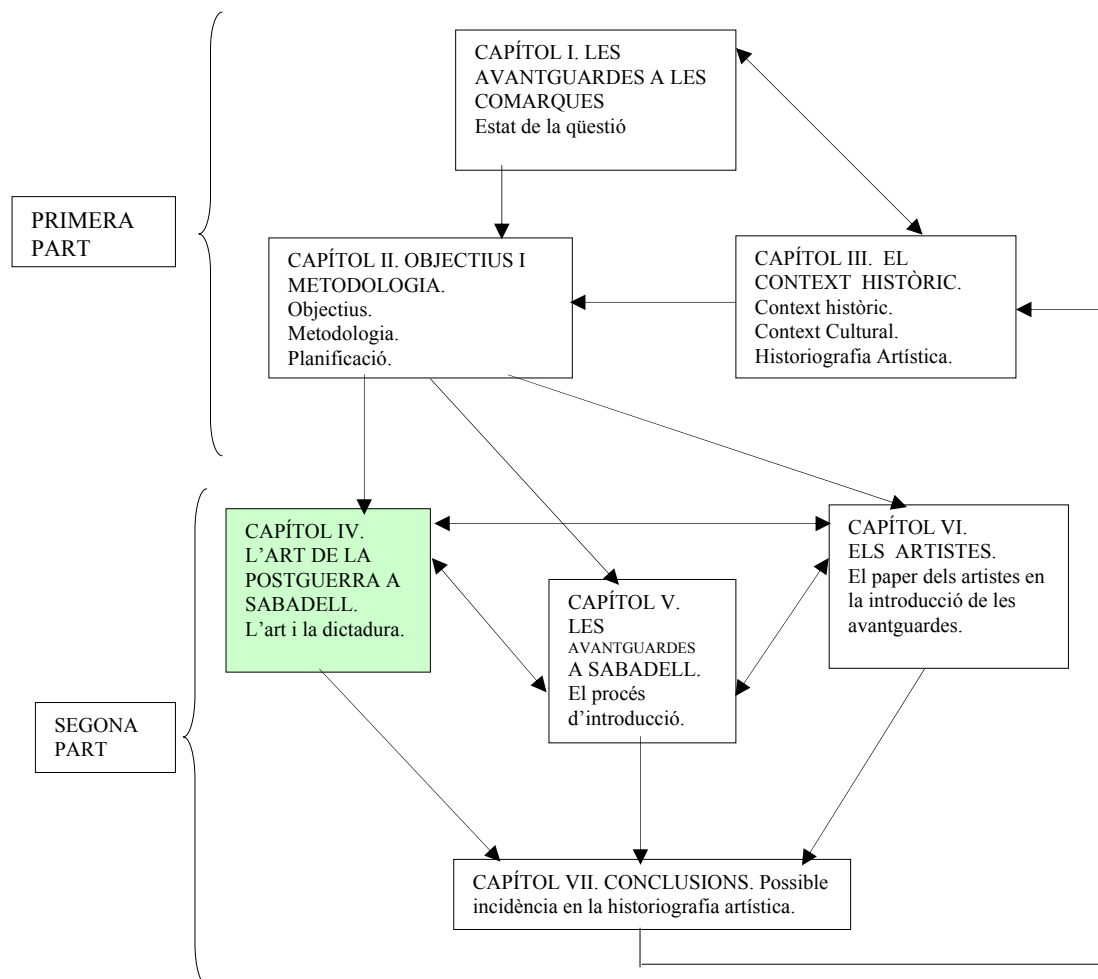 CAPÍTOL I. LES
AVANTGUARDES A LES
COMARQUES
Estat de la qüestió
PRIMERA
PART
CAPÍTOL II. OBJECTIUS I
METODOLOGIA.
Objectius.
Metodologia.
Planificació.
CAPÍTOL III. EL
CONTEXT HISTÒRIC.
Context històric.
Context Cultural.
Historiografia Artística.
CAPÍTOL IV.
L’ART DE LA
POSTGUERRA A
SABADELL.
L’art i la dictadura.
CAPÍTOL V.
LES
AVANTGUARDES
A SABADELL.
El procés
d’introducció.
CAPÍTOL VI.
ELS ARTISTES.
El paper dels artistes en
la introducció de les
avantguardes.
SEGONA
PART
CAPÍTOL VII. CONCLUSIONS. Possible
incidència en la historiografia artística.